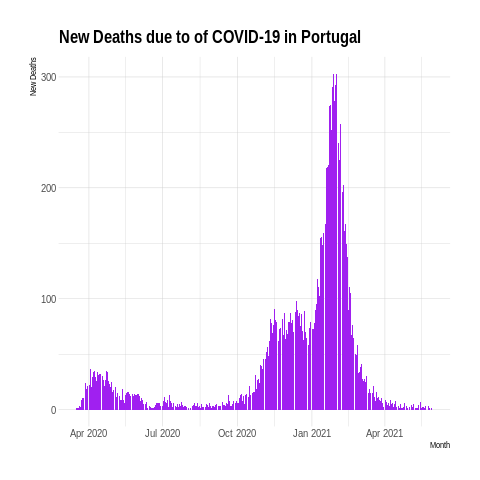 New Deaths due to of COVID-19 in Portugal
New Deaths
300
200
100
0
Apr 2020 Jul 2020 Oct 2020 Jan 2021 Apr 2021
Month